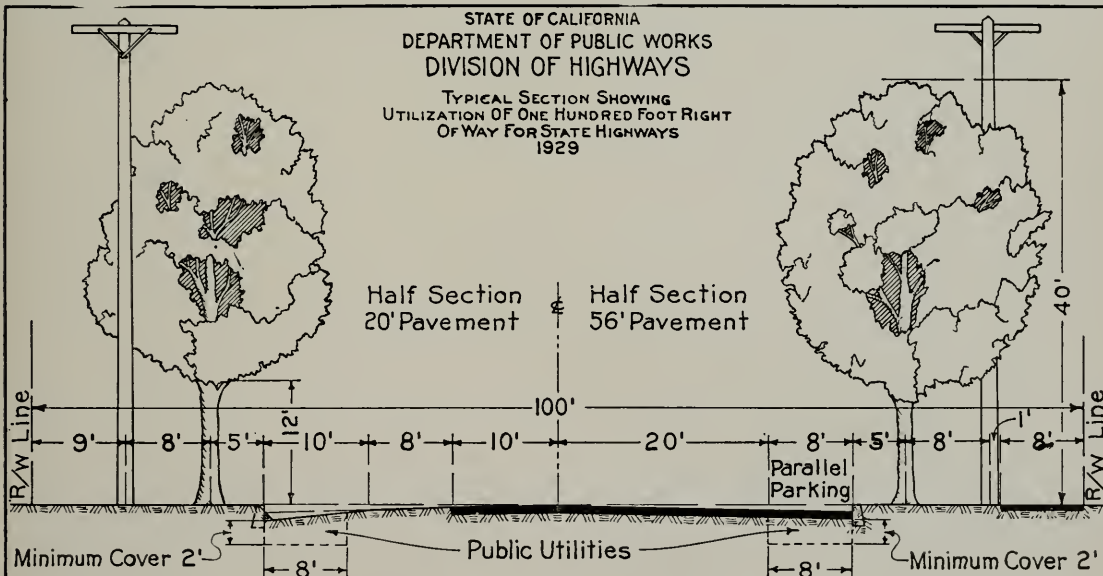 STATE OF CALIFORNIA
DEPARTMENT OF PUBLIC WORKS
DIVISION OF HIGHWAYS
TYPICAL SECTION SHOWING
UTILIZATION OF ONE HUNDRED FOOT RIGHT
OF WAY FOR STATE HIGHWAYS
1929
Half Section ℄ Half Section
20' Pavement 56' Pavement
40'
12'
100'
R/W Line
9' 8' 5' 10' 8' 10' 20' 8' 5' 8' 1' 8'
R/W Line
Parallel
Parking
Minimum Cover 2' Public Utilities Minimum Cover 2'
8' 8'